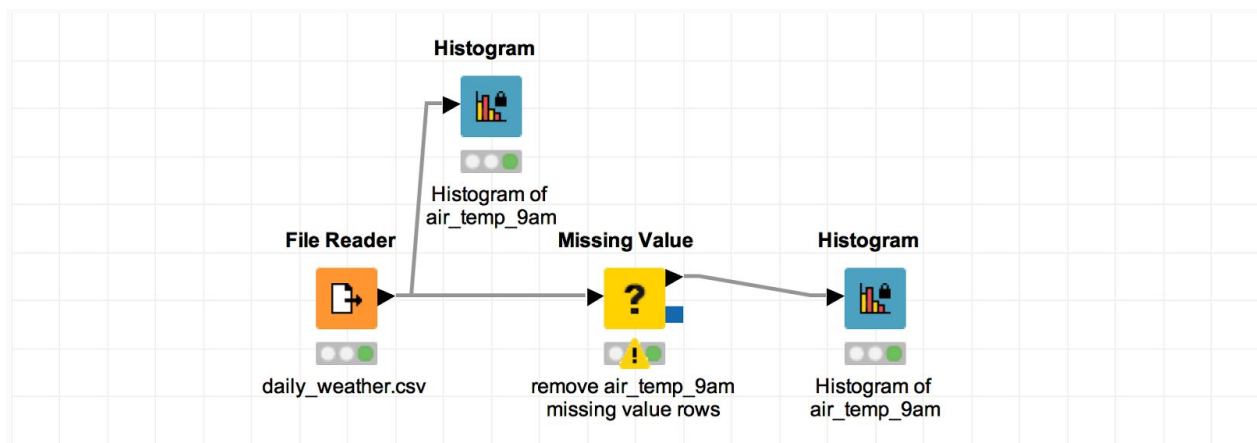 Histogram
Histogram of
air_temp_9am
File Reader
daily_weather.csv
Missing Value
?
!
remove air_temp_9am
missing value rows
Histogram
Histogram of
air_temp_9am